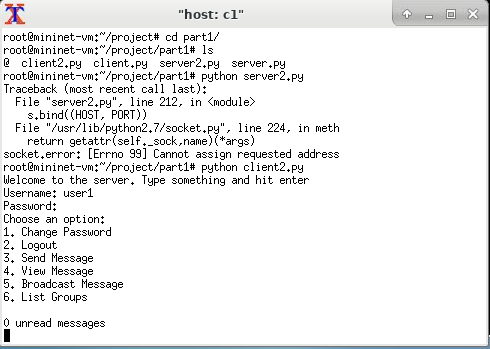 "host: c1"
root@mininet-vm:~/project# cd part1/
root@mininet-vm:~/project/part1# ls
@  client2.py  client.py  server2.py  server.py
root@mininet-vm:~/project/part1# python server2.py
Traceback (most recent call last):
  File "server2.py", line 212, in <module>
    s.bind((HOST, PORT))
  File "/usr/lib/python2.7/socket.py", line 224, in meth
    return getattr(self._sock,name)(*args)
socket.error: [Errno 99] Cannot assign requested address
root@mininet-vm:~/project/part1# python client2.py
Welcome to the server. Type something and hit enter
Username: user1
Password:
Choose an option:
1. Change Password
2. Logout
3. Send Message
4. View Message
5. Broadcast Message
6. List Groups
0 unread messages